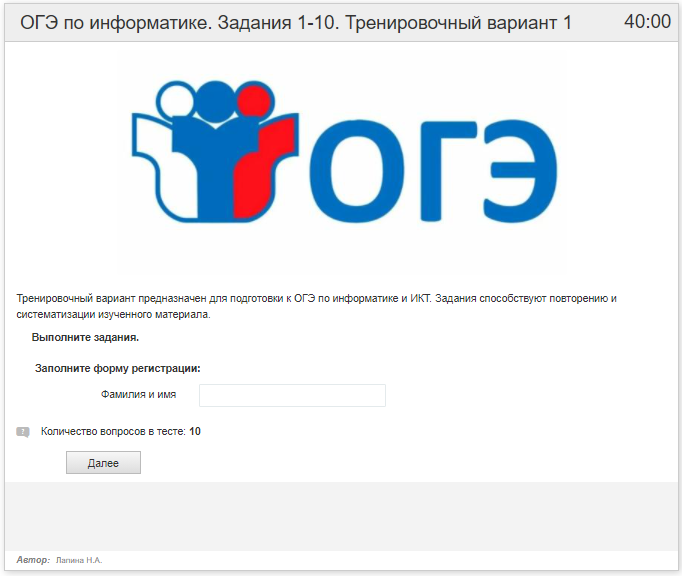 ОГЭ по информатике. Задания 1-10. Тренировочный вариант 1 40:00
ОГЭ
Тренировочный вариант предназначен для подготовки к ОГЭ по информатике и ИКТ. Задания способствуют повторению и
систематизации изученного материала.
Выполните задания.
Заполните форму регистрации:
Фамилия и имя
Количество вопросов в тесте: 10
Далее
Автор: Лапина Н.А.